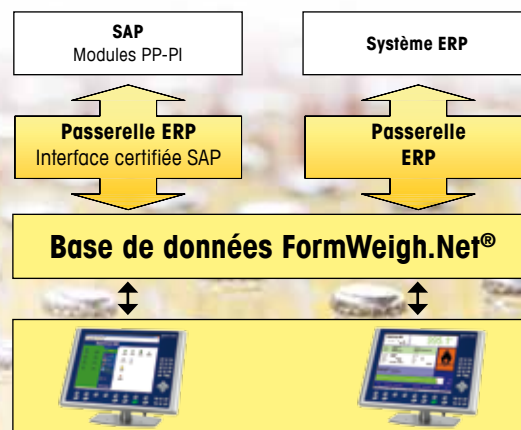 SAP
Modules PP-PI
Système ERP
Passerelle ERP
Interface certifiée SAP
Passerelle
ERP
Base de données FormWeigh.Net®